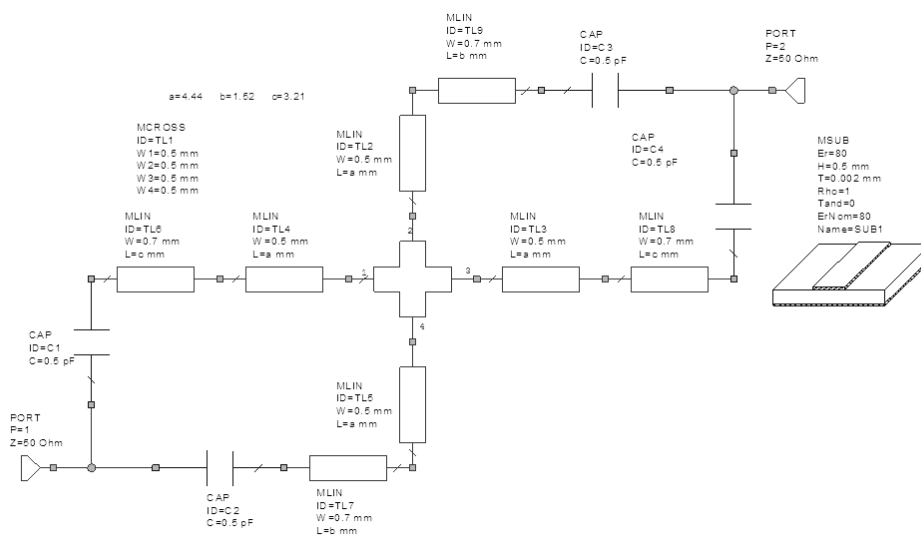 MLIN
ID=TL9
W=0.7 mm
L=b mm
CAP
ID=C3
C=0.5 pF
PORT
P=2
Z=50 Ohm
a=4.44 b=1.52 c=3.21
MCROSS
ID=TL1
W1=0.5 mm
W2=0.5 mm
W3=0.5 mm
W4=0.5 mm
MLIN
ID=TL2
W=0.5 mm
L=a mm
CAP
ID=C4
C=0.5 pF
MSUB
Er=80
H=0.5 mm
T=0.002 mm
Rho=1
Tand=0
ErNom=80
Name=SUB1
MLIN
ID=TL6
W=0.7 mm
L=c mm
MLIN
ID=TL4
W=0.5 mm
L=a mm
MLIN
ID=TL3
W=0.5 mm
L=a mm
MLIN
ID=TL8
W=0.7 mm
L=c mm
2
1
3
4
CAP
ID=C1
C=0.5 pF
MLIN
ID=TL5
W=0.5 mm
L=a mm
PORT
P=1
Z=50 Ohm
CAP
ID=C2
C=0.5 pF
MLIN
ID=TL7
W=0.7 mm
L=b mm